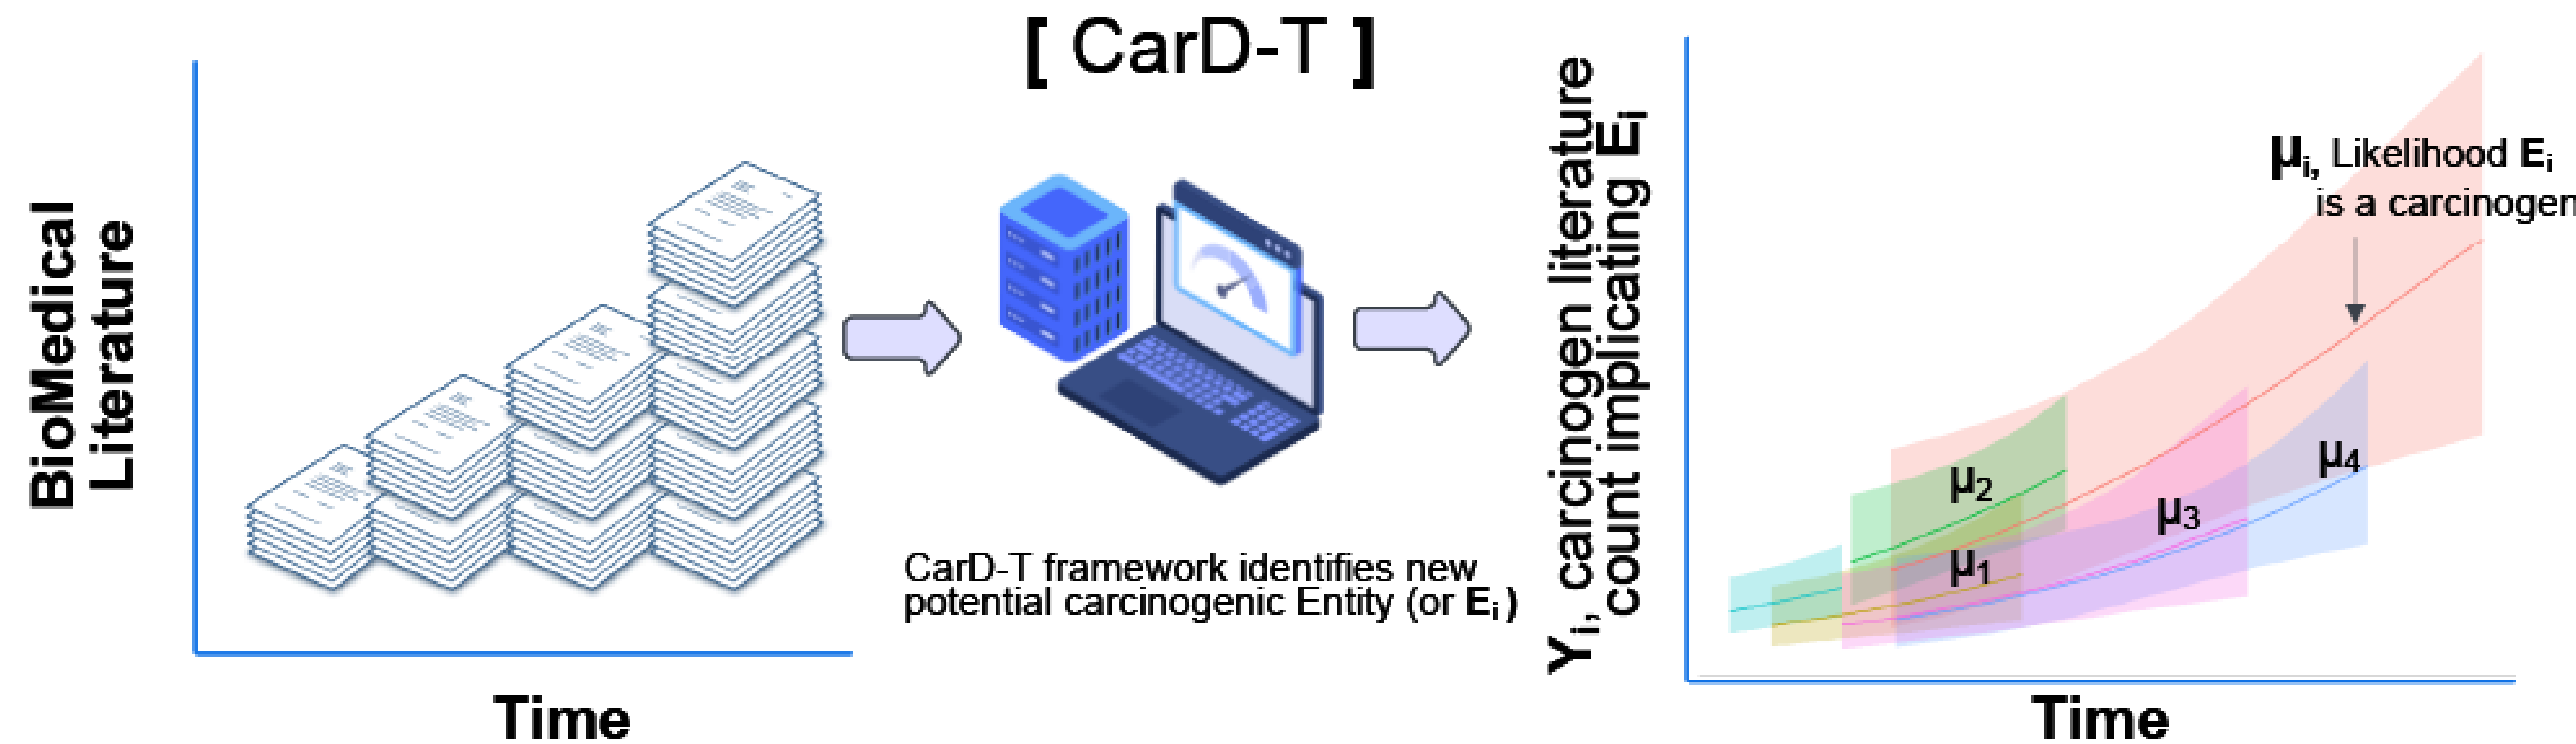 [ CarD-T ]
BioMedical
Literature
Time
CarD-T framework identifies new
potential carcinogenic Entity (or Ei )
Yi, carcinogen literature
count implicating Ei
μi, Likelihood Ei
is a carcinogen
μ2
μ1
μ3
μ4
Time